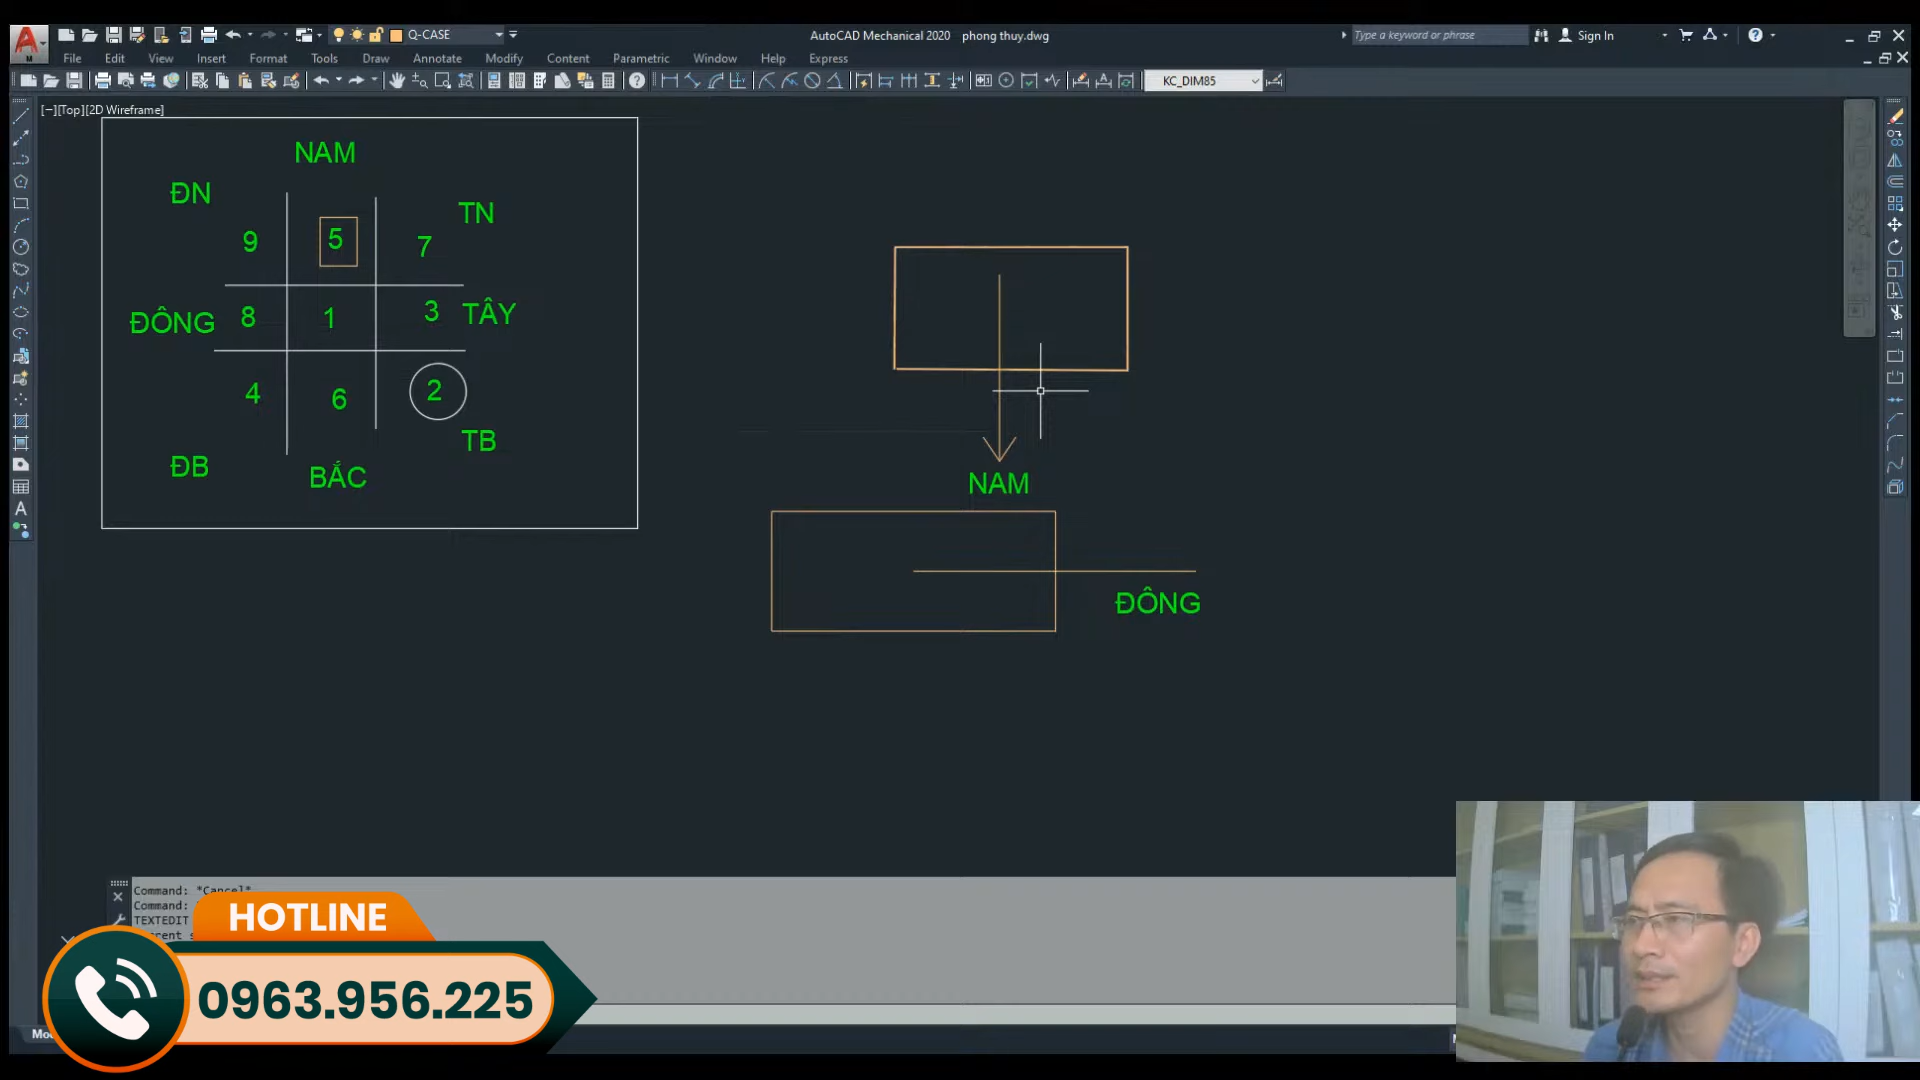 Q-CASE
AutoCAD Mechanical 2020 phong thuy.dwg
Type a keyword or phrase
Sign In
File Edit View Insert Format Tools Draw Annotate Modify Content Parametric Window Help Express
KC_DIM85
[−][Top][2D Wireframe]
NAM
ĐN
TN
9 5 7
ĐÔNG 8 1 3 TÂY
4 6 2
TB
ĐB
BẮC
NAM
ĐÔNG
Command: *Cancel*
Command:
TEXTEDIT
HOTLINE
0963.956.225